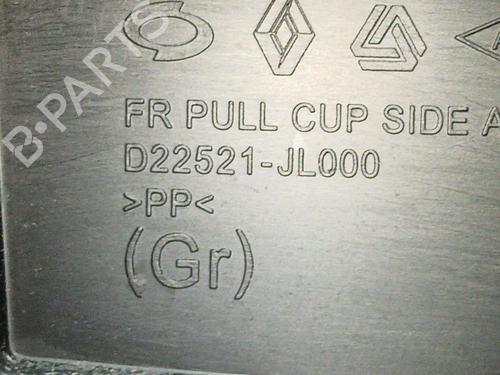 B-PARTS
FR PULL CUP SIDE A
D22521-JL000
>PP<
(Gr)